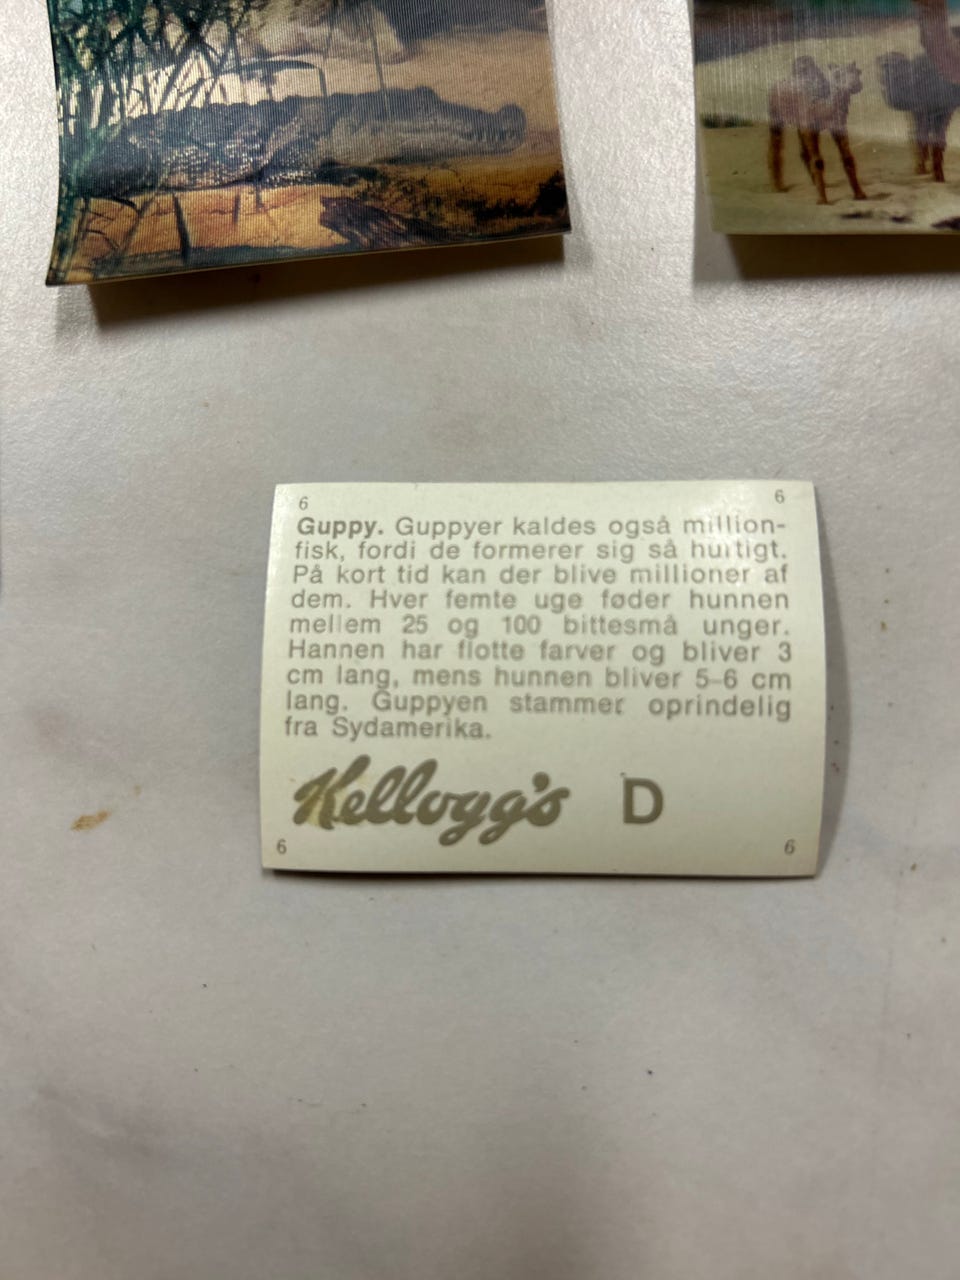 6 6
Guppy. Guppyer kaldes også million-
fisk, fordi de formerer sig så hurtigt.
På kort tid kan der blive millioner af
dem. Hver femte uge føder hunnen
mellem 25 og 100 bittesmå unger.
Hannen har flotte farver og bliver 3
cm lang, mens hunnen bliver 5-6 cm
lang. Guppyen stammer oprindelig
fra Sydamerika.
Kellogg's D
6 6